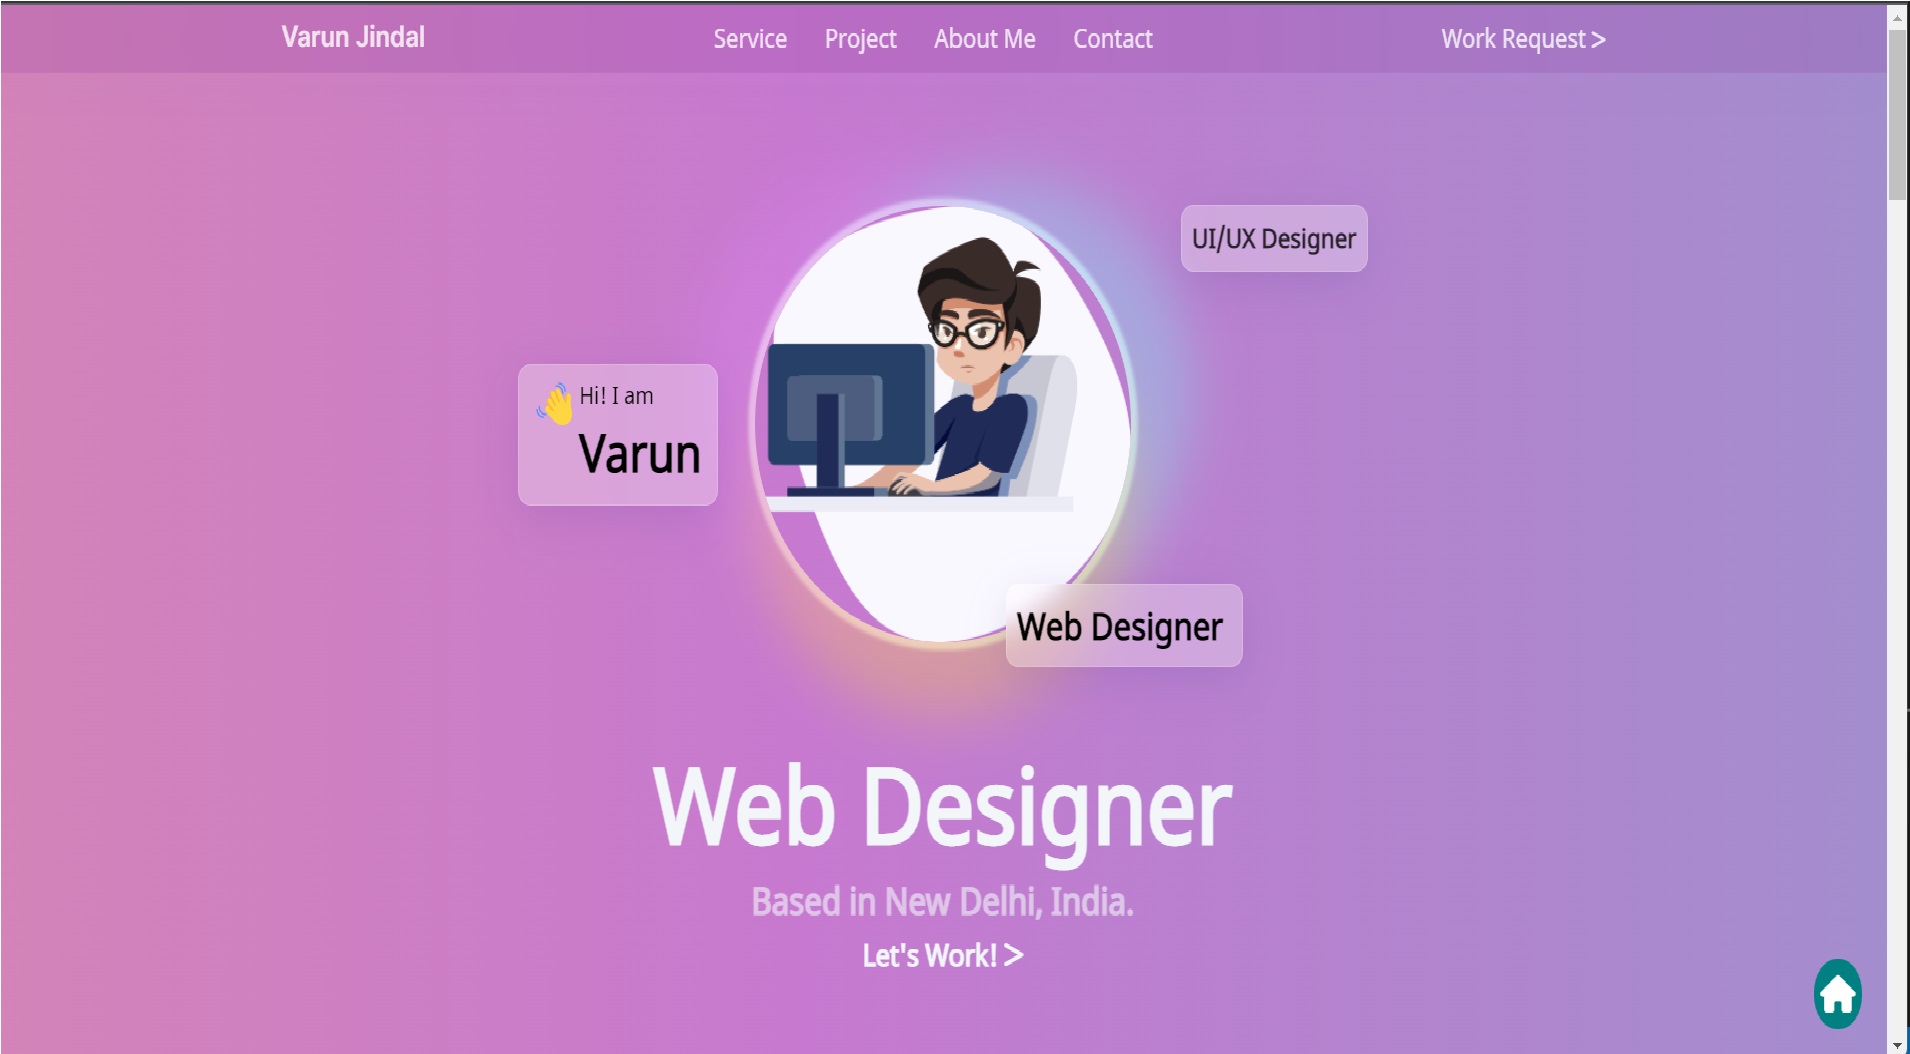 Varun Jindal
Service Project About Me Contact
Work Request >
UI/UX Designer
Hi! I am
Varun
Web Designer
Web Designer
Based in New Delhi, India.
Let's Work! >